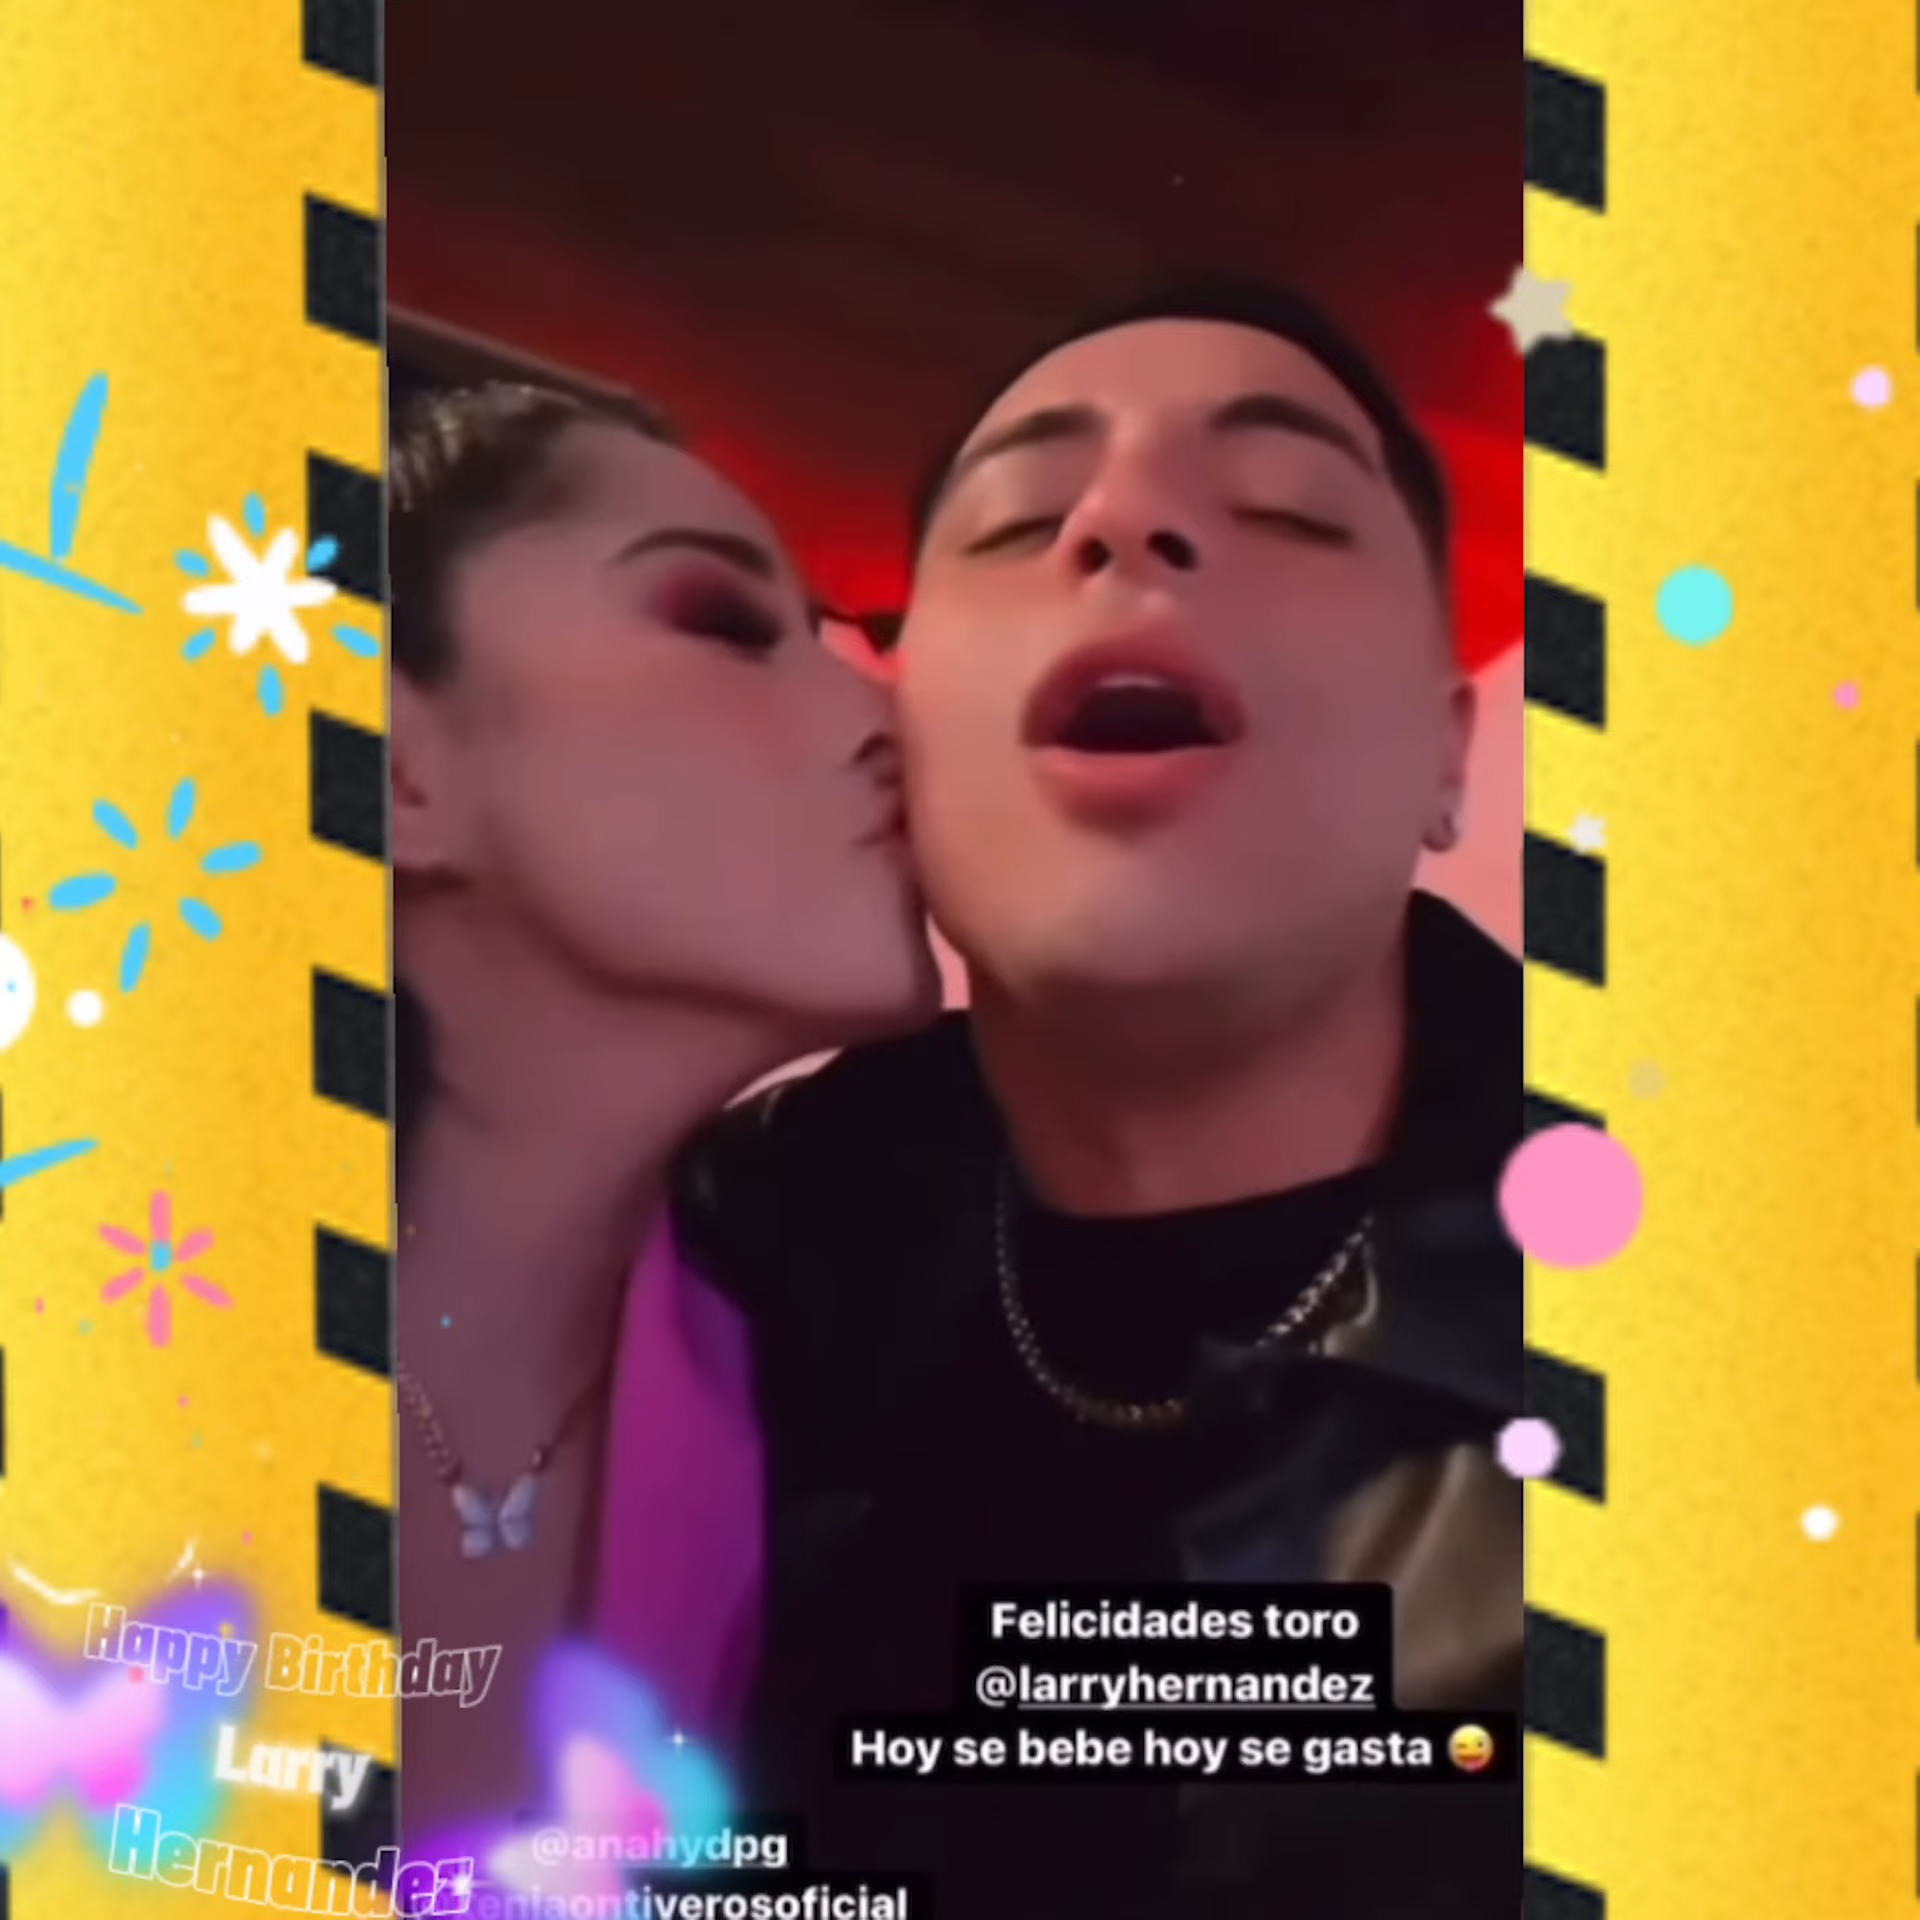 Felicidades toro
@larryhernandez
Hoy se bebe hoy se gasta 😜
Happy Birthday
Larry
Hernandez
@anahydpg